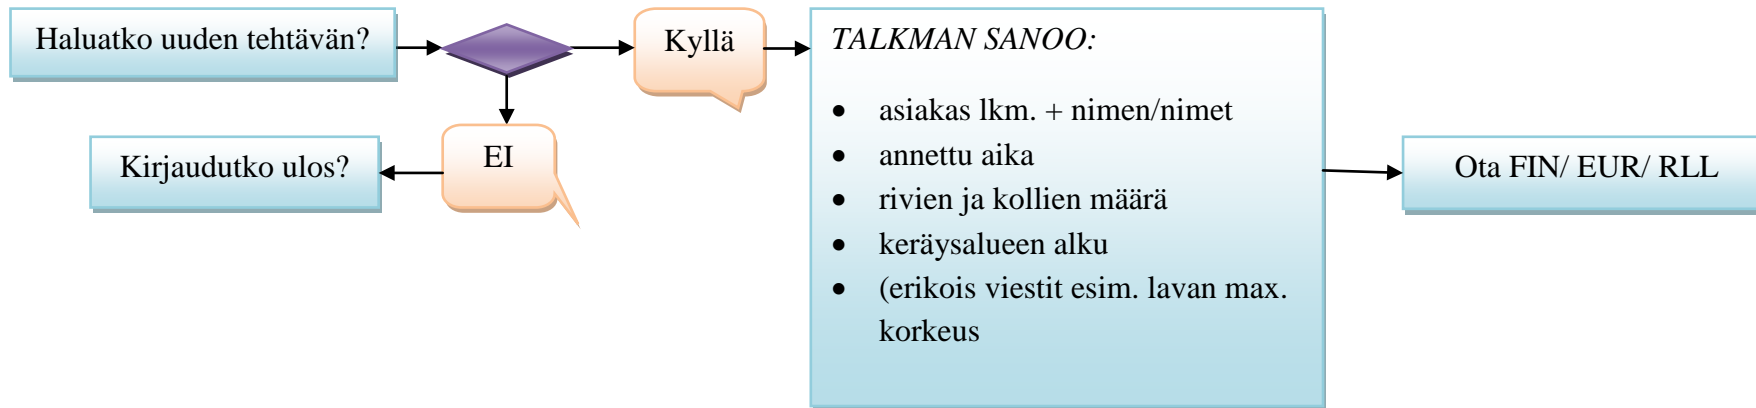 Haluatko uuden tehtävän?
Kyllä
EI
Kirjaudutko ulos?
TALKMAN SANOO:
• asiakas lkm. + nimen/nimet
• annettu aika
• rivien ja kollien määrä
• keräysalueen alku
• (erikois viestit esim. lavan max.
korkeus
Ota FIN/ EUR/ RLL